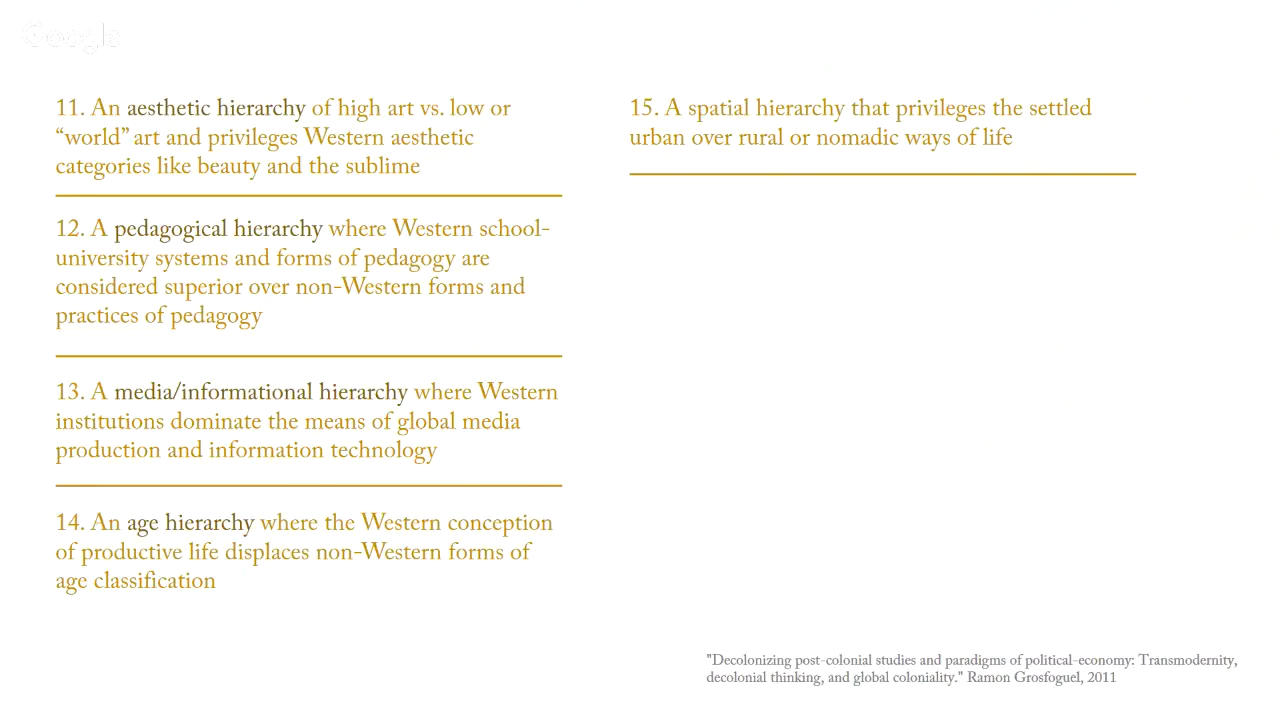 Google
11. An aesthetic hierarchy of high art vs. low or
“world” art and privileges Western aesthetic
categories like beauty and the sublime
12. A pedagogical hierarchy where Western school-
university systems and forms of pedagogy are
considered superior over non-Western forms and
practices of pedagogy
13. A media/informational hierarchy where Western
institutions dominate the means of global media
production and information technology
14. An age hierarchy where the Western conception
of productive life displaces non-Western forms of
age classification
15. A spatial hierarchy that privileges the settled
urban over rural or nomadic ways of life
"Decolonizing post-colonial studies and paradigms of political-economy: Transmodernity,
decolonial thinking, and global coloniality." Ramon Grosfoguel, 2011